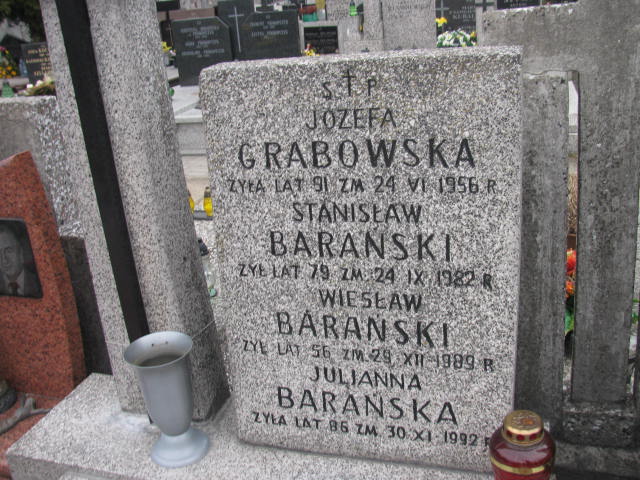 Ś † P
JÓZEFA
GRABOWSKA
ŻYŁA LAT 91 ZM 24 VI 1956 R
STANISŁAW
BARAŃSKI
ŻYŁ LAT 79 ZM 24 IX 1982 R
WIESŁAW
BARAŃSKI
ŻYŁ LAT 56 ZM 29 XII 1989 R
JULIANNA
BARAŃSKA
ŻYŁA LAT 86 ZM 30 XI 1992 R